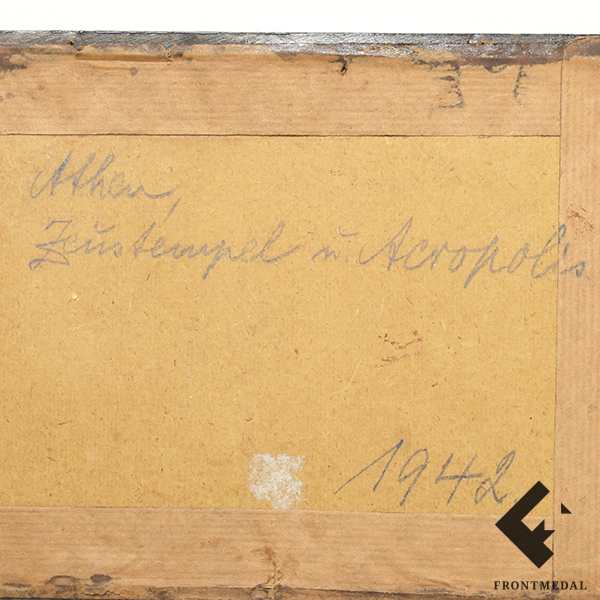 Athen,
Zeustempel u. Acropolis
1942
FRONTMEDAL